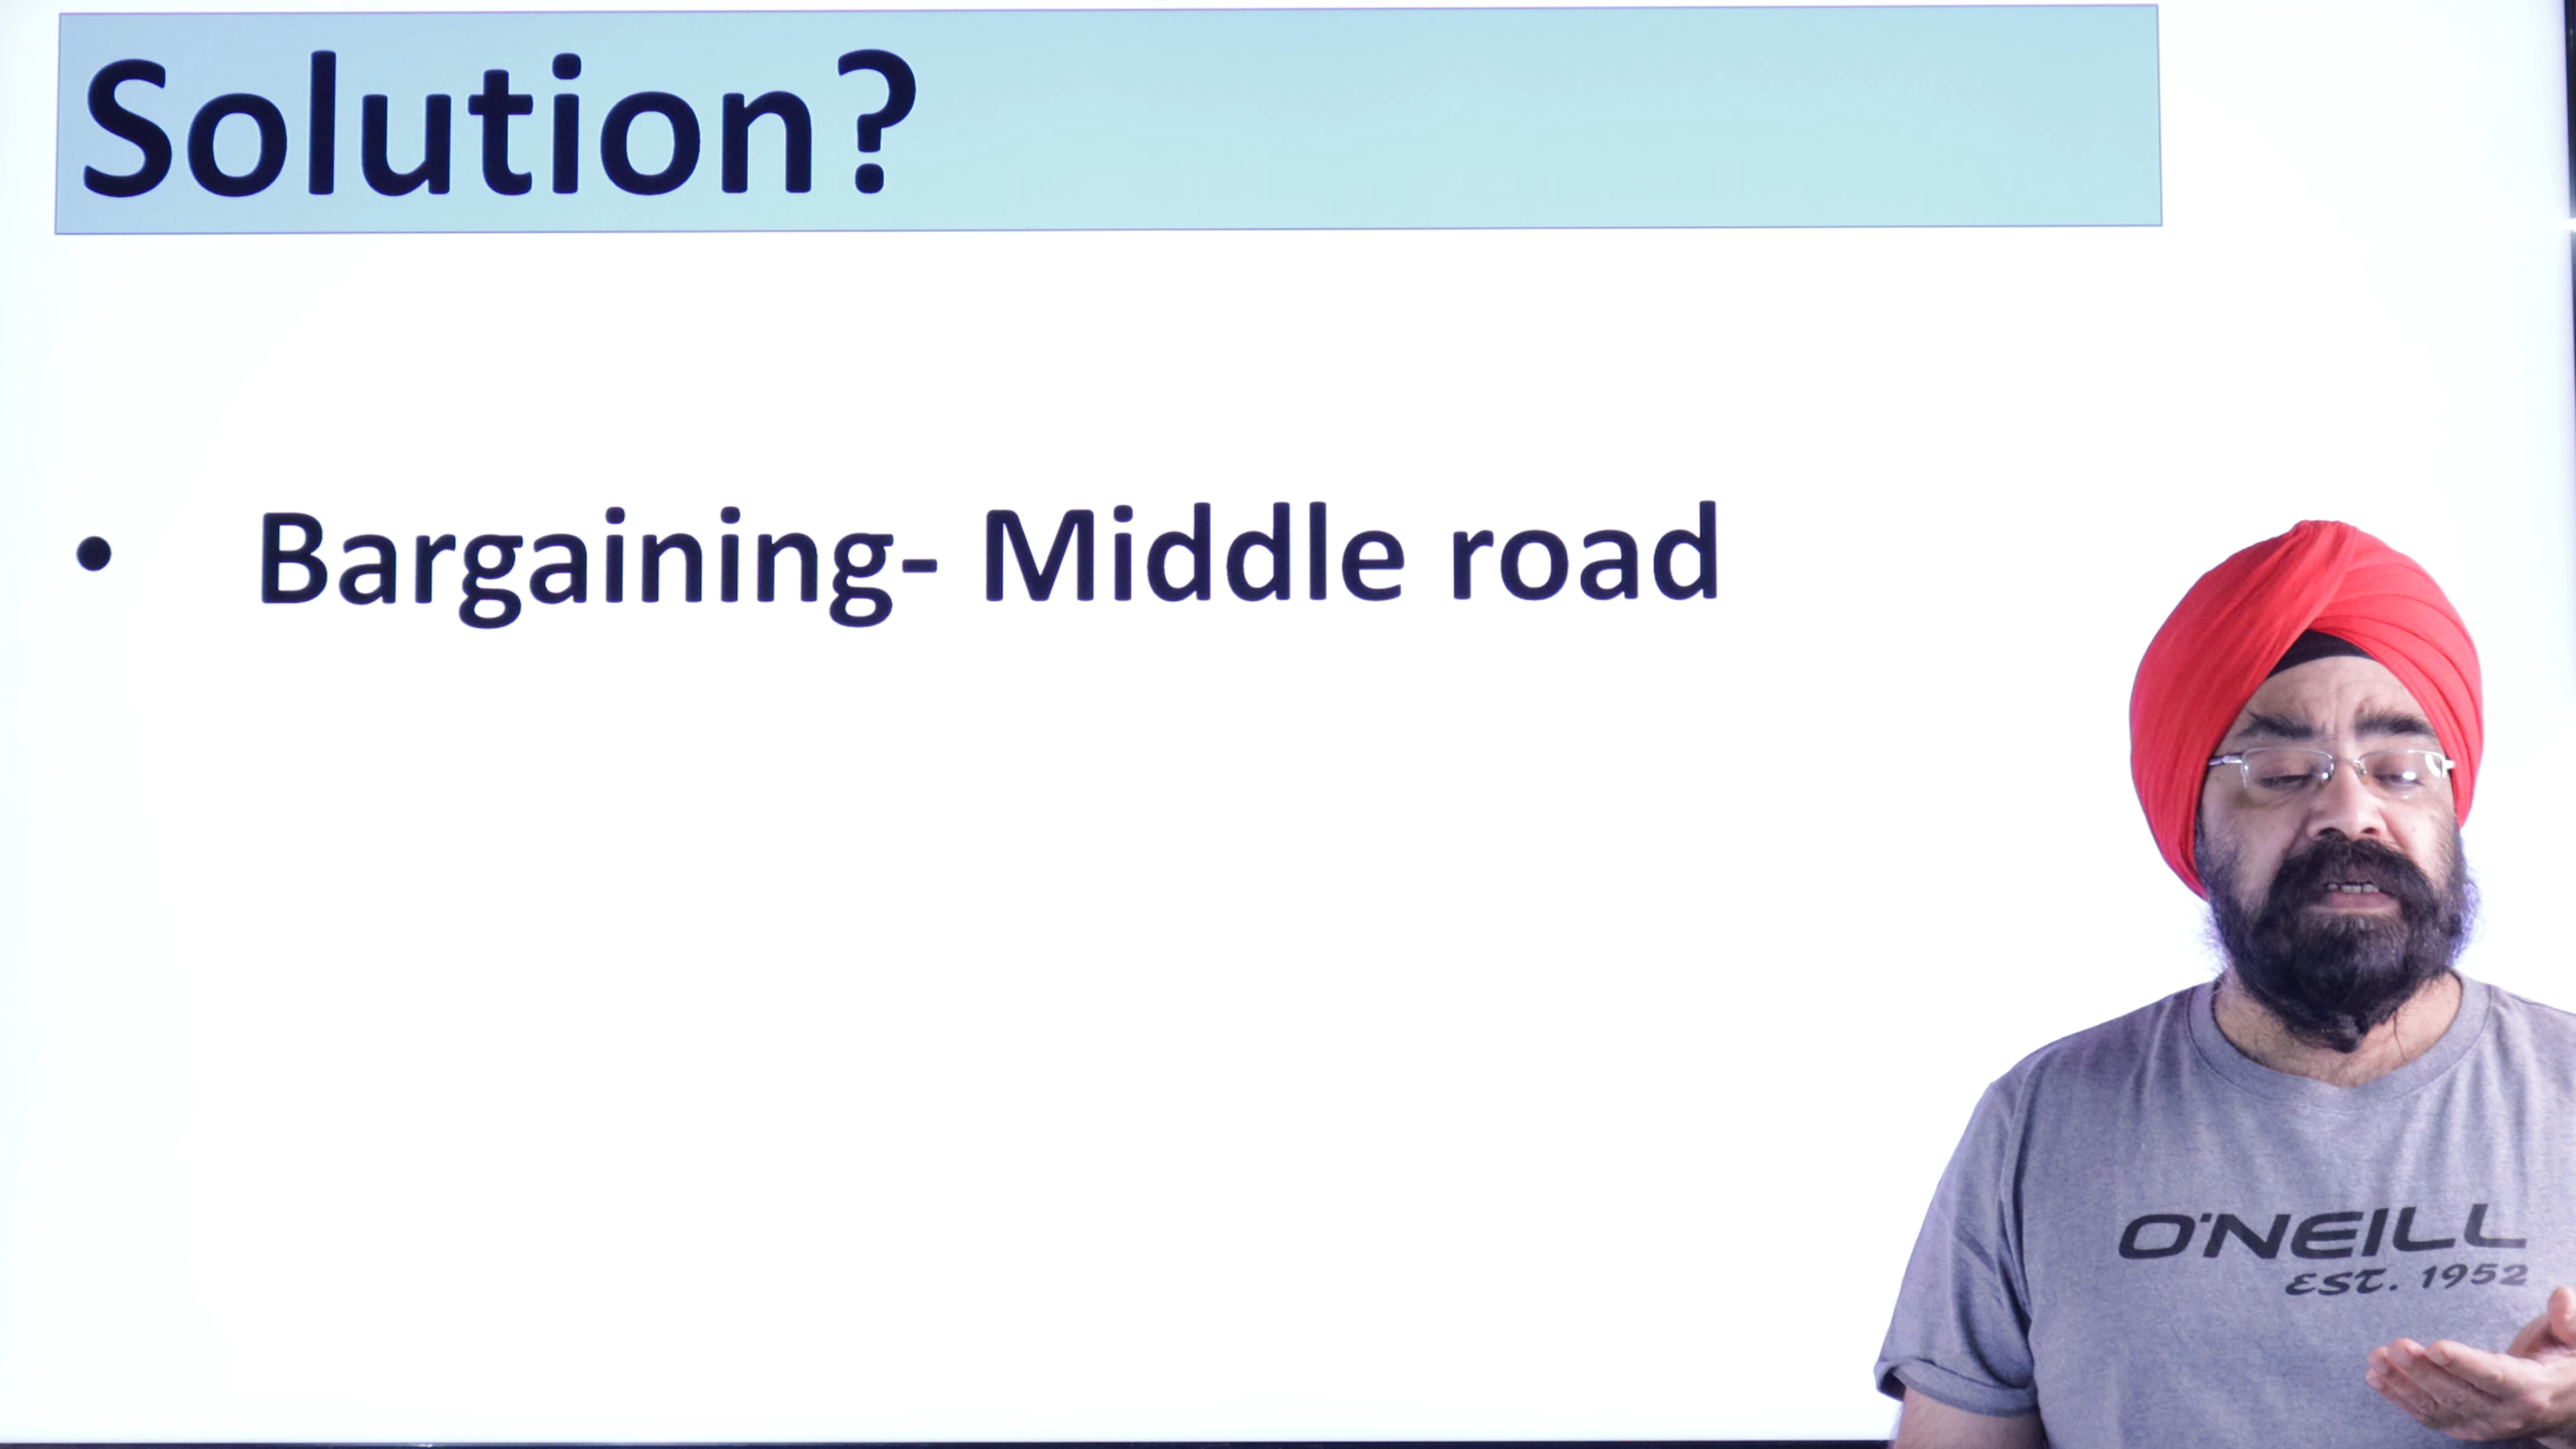 Solution?
• Bargaining- Middle road
O'NEILL
EST. 1952